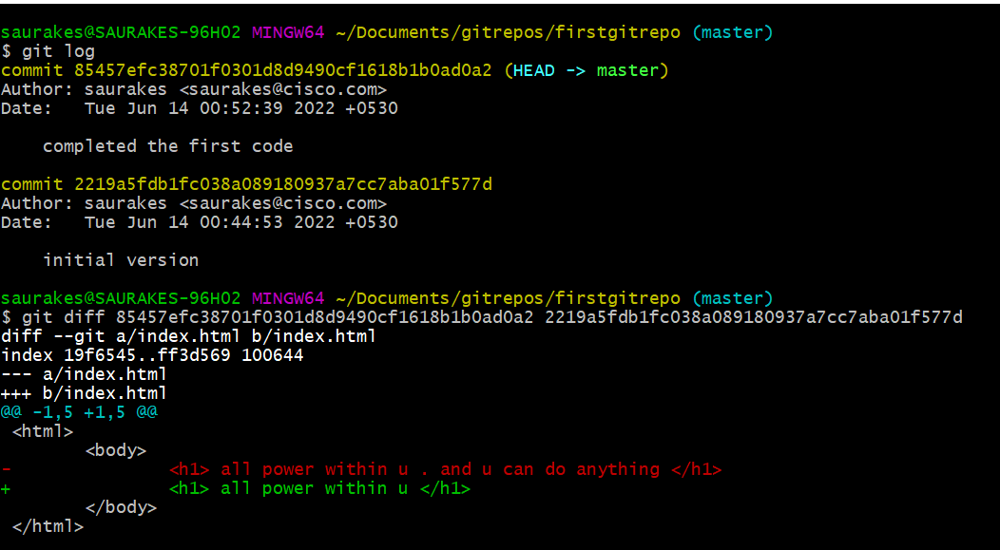 saurakes@SAURAKES-96H02 MINGW64 ~/Documents/gitrepos/firstgitrepo (master)
$ git log
commit 85457efc38701f0301d8d9490cf1618b1b0ad0a2 (HEAD -> master)
Author: saurakes <saurakes@cisco.com>
Date:   Tue Jun 14 00:52:39 2022 +0530
    completed the first code
commit 2219a5fdb1fc038a089180937a7cc7aba01f577d
Author: saurakes <saurakes@cisco.com>
Date:   Tue Jun 14 00:44:53 2022 +0530
    initial version
saurakes@SAURAKES-96H02 MINGW64 ~/Documents/gitrepos/firstgitrepo (master)
$ git diff 85457efc38701f0301d8d9490cf1618b1b0ad0a2 2219a5fdb1fc038a089180937a7cc7aba01f577d
diff --git a/index.html b/index.html
index 19f6545..ff3d569 100644
--- a/index.html
+++ b/index.html
@@ -1,5 +1,5 @@
 <html>
        <body>
-               <h1> all power within u . and u can do anything </h1>
+               <h1> all power within u </h1>
        </body>
 </html>